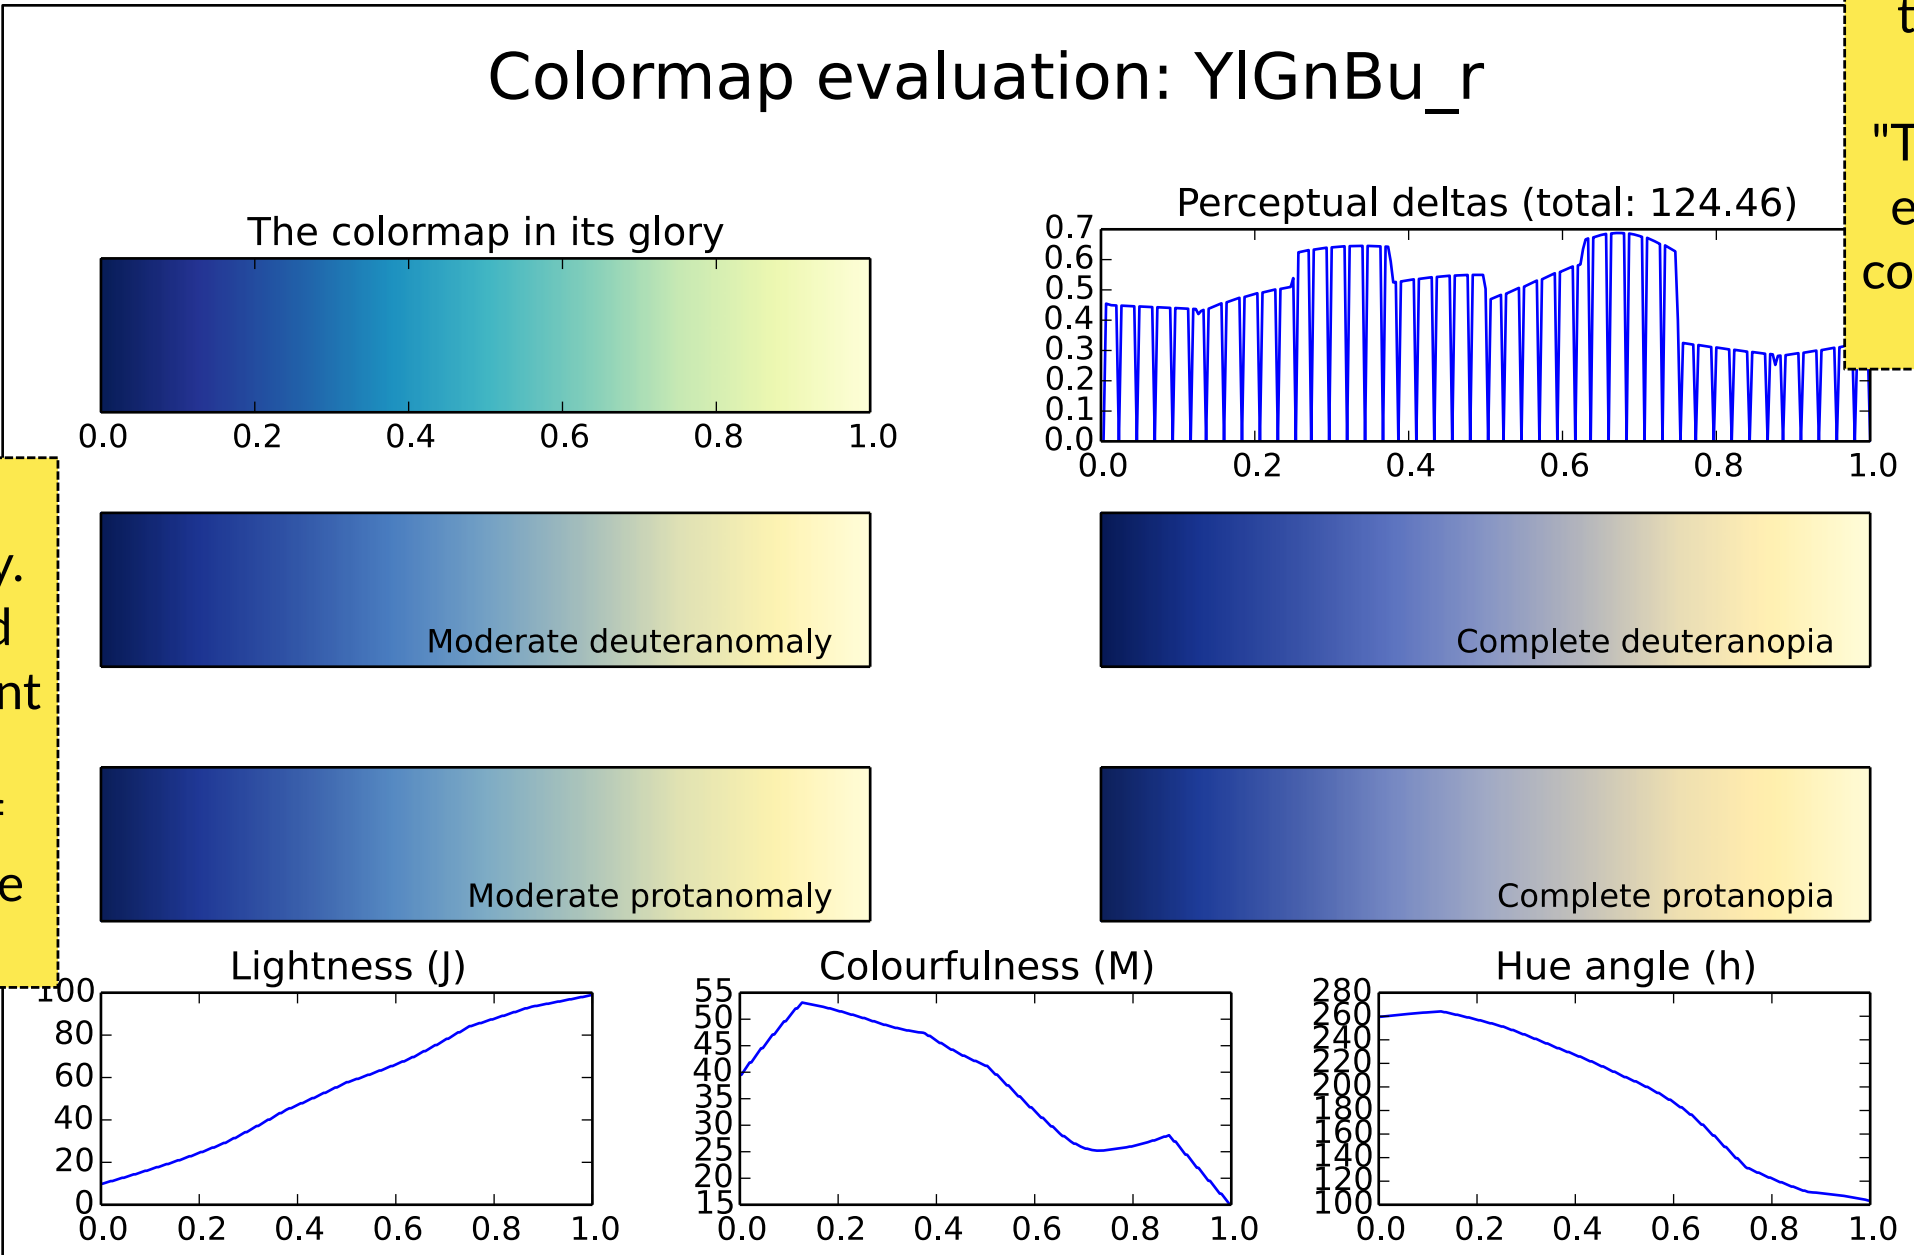 Colormap evaluation: YlGnBu_r
"T
co
The colormap in its glory
0.0 0.2 0.4 0.6 0.8 1.0
Perceptual deltas (total: 124.46)
0.7
0.6
0.5
0.4
0.3
0.2
0.1
0.0
0.0 0.2 0.4 0.6 0.8 1.0
y.
d
nt
e
Moderate deuteranomaly
Complete deuteranopia
Moderate protanomaly
Complete protanopia
Lightness (J)
100
80
60
40
20
0
0.0 0.2 0.4 0.6 0.8 1.0
Colourfulness (M)
55
50
45
40
35
30
25
20
15
0.0 0.2 0.4 0.6 0.8 1.0
Hue angle (h)
280
260
240
220
200
180
160
140
120
100
0.0 0.2 0.4 0.6 0.8 1.0